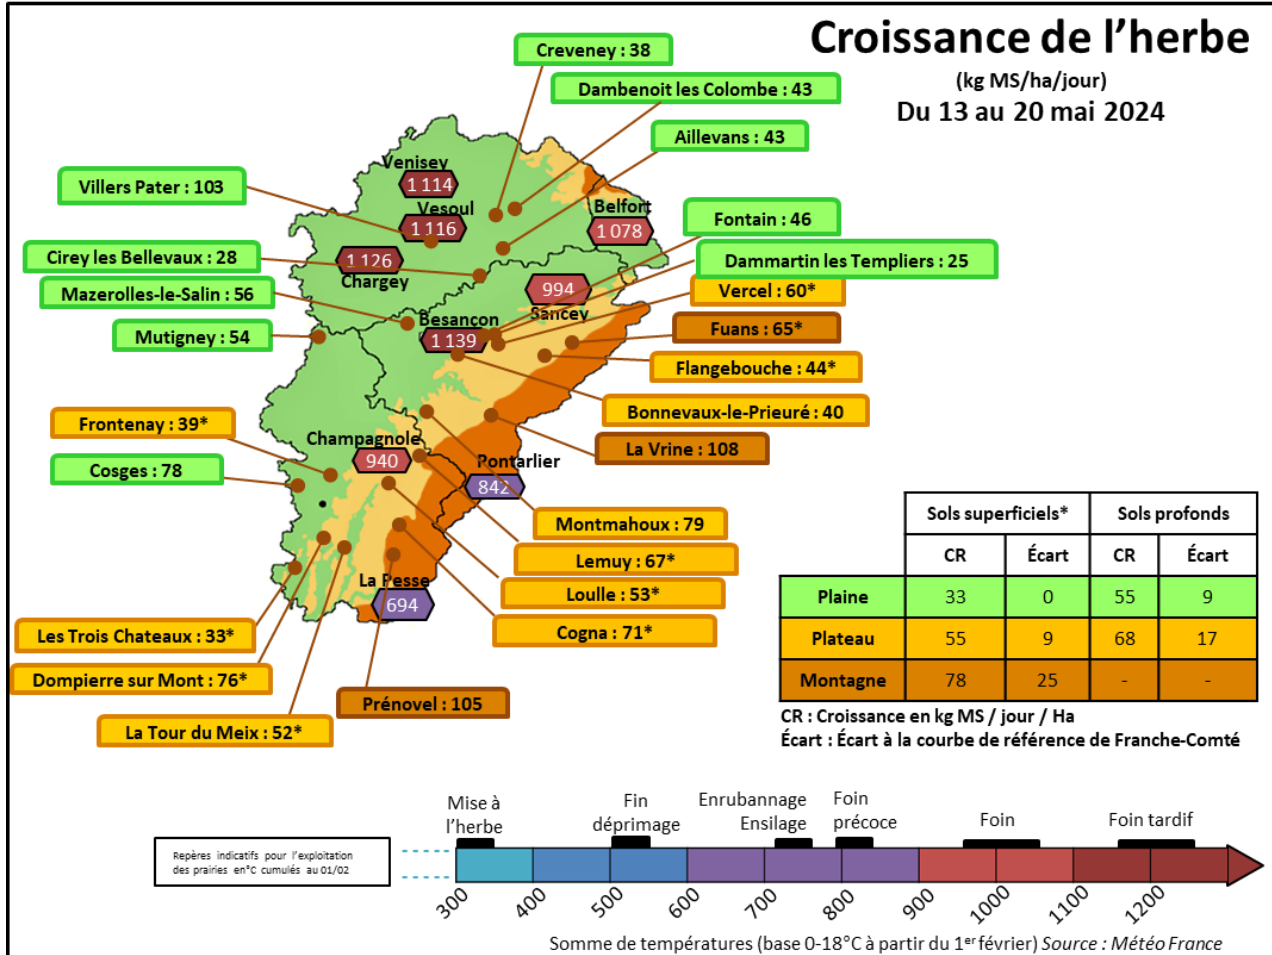 Croissance de l'herbe
(kg MS/ha/jour)
Du 13 au 20 mai 2024
Creveney : 38
Dambenoit les Colombe : 43
Aillevans : 43
Villers Pater : 103
Venisey
1 114
Vesoul
1 116
Belfort
1 078
Fontain : 46
Cirey les Bellevaux : 28
1 126
Chargey
Dammartin les Templiers : 25
Mazerolles-le-Salin : 56
994
Sancey
Vercel : 60*
Mutigney : 54
Besançon
1 139
Fuans : 65*
Flangebouche : 44*
Bonnevaux-le-Prieuré : 40
Frontenay : 39*
Champagnole
940
La Vrine : 108
Cosges : 78
Pontarlier
842
Montmahoux : 79
Lemuy : 67*
Loulle : 53*
La Pesse
694
Cogna : 71*
Les Trois Chateaux : 33*
Dompierre sur Mont : 76*
Prénovel : 105
La Tour du Meix : 52*
Sols superficiels* Sols profonds
CR Écart CR Écart
Plaine 33 0 55 9
Plateau 55 9 68 17
Montagne 78 25 - -
CR : Croissance en kg MS / jour / Ha
Écart : Écart à la courbe de référence de Franche-Comté
Mise à
l'herbe
Fin
déprimage
Enrubannage
Ensilage
Foin
précoce
Foin
Foin tardif
Repères indicatifs pour l'exploitation
des prairies en°C cumulés au 01/02
300 400 500 600 700 800 900 1000 1100 1200
Somme de températures (base 0-18°C à partir du 1er février) Source : Météo France